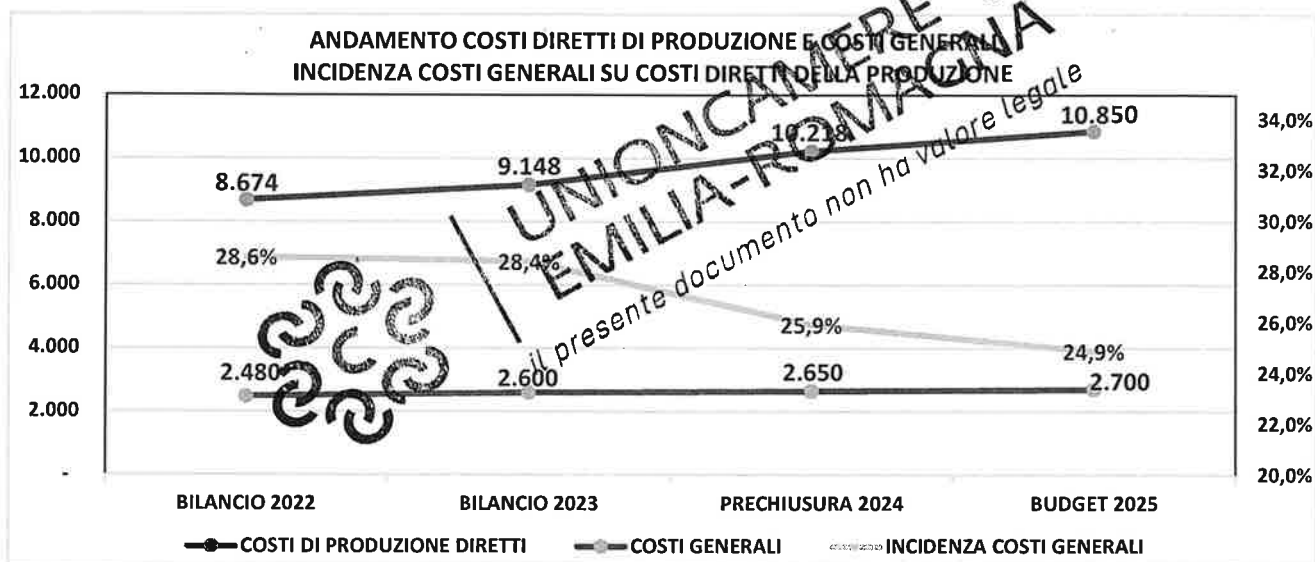 ANDAMENTO COSTI DIRETTI DI PRODUZIONE E COSTI GENERALI
INCIDENZA COSTI GENERALI SU COSTI DIRETTI DELLA PRODUZIONE
UNIONCAMERE
EMILIA-ROMAGNA
il presente documento non ha valore legale
12.000
10.000
8.000
6.000
4.000
2.000
-
34,0%
32,0%
30,0%
28,0%
26,0%
24,0%
22,0%
20,0%
8.674
9.148
10.218
10.850
28,6%
28,4%
25,9%
24,9%
2.480
2.600
2.650
2.700
BILANCIO 2022
BILANCIO 2023
PRECHIUSURA 2024
BUDGET 2025
COSTI DI PRODUZIONE DIRETTI
COSTI GENERALI
INCIDENZA COSTI GENERALI